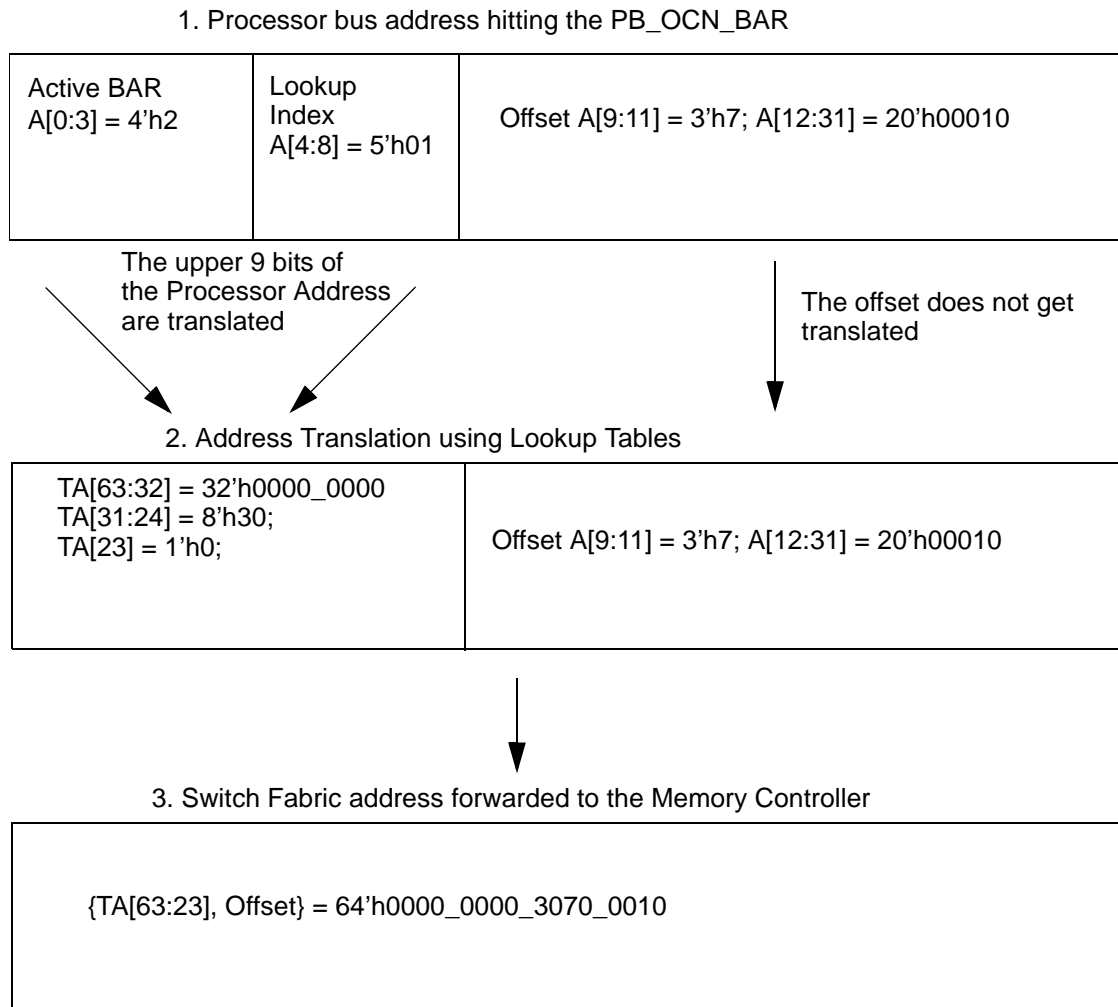 1. Processor bus address hitting the PB_OCN_BAR
Active BAR
A[0:3] = 4’h2
Lookup
Index
A[4:8] = 5’h01
Offset A[9:11] = 3’h7; A[12:31] = 20’h00010
The upper 9 bits of
the Processor Address
are translated
The offset does not get
translated
2. Address Translation using Lookup Tables
TA[63:32] = 32’h0000_0000
TA[31:24] = 8’h30;
TA[23] = 1’h0;
Offset A[9:11] = 3’h7; A[12:31] = 20’h00010
3. Switch Fabric address forwarded to the Memory Controller
{TA[63:23], Offset} = 64’h0000_0000_3070_0010